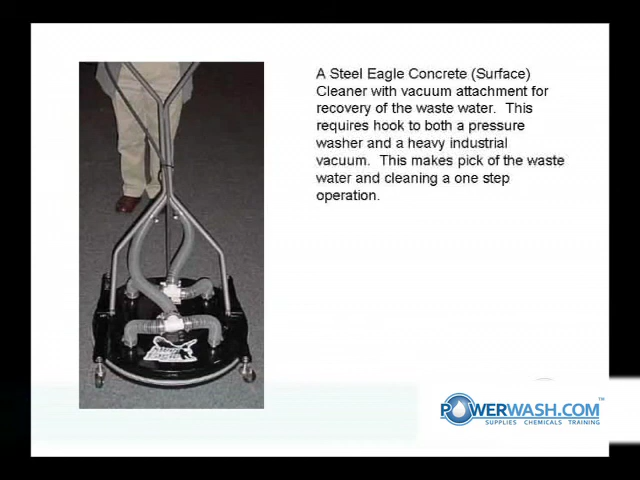 A Steel Eagle Concrete (Surface)
Cleaner with vacuum attachment for
recovery of the waste water. This
requires hook to both a pressure
washer and a heavy industrial
vacuum. This makes pick of the waste
water and cleaning a one step
operation.
POWERWASH.COM™
SUPPLIES CHEMICALS TRAINING